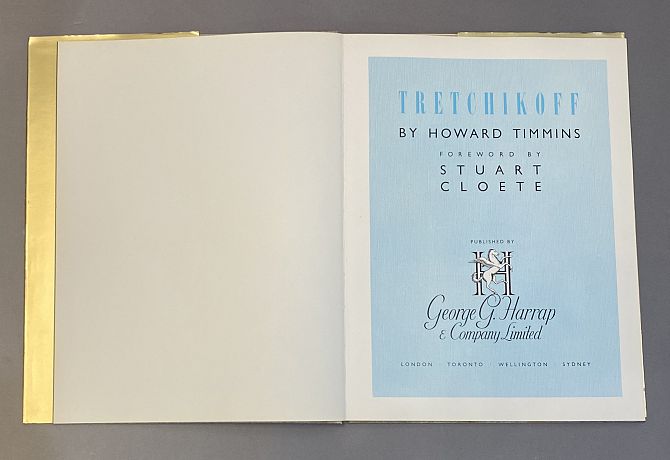 TRETCHIKOFF
BY HOWARD TIMMINS
FOREWORD BY
STUART
CLOETE
PUBLISHED BY
H
George G. Harrap
& Company Limited
LONDON · TORONTO · WELLINGTON · SYDNEY